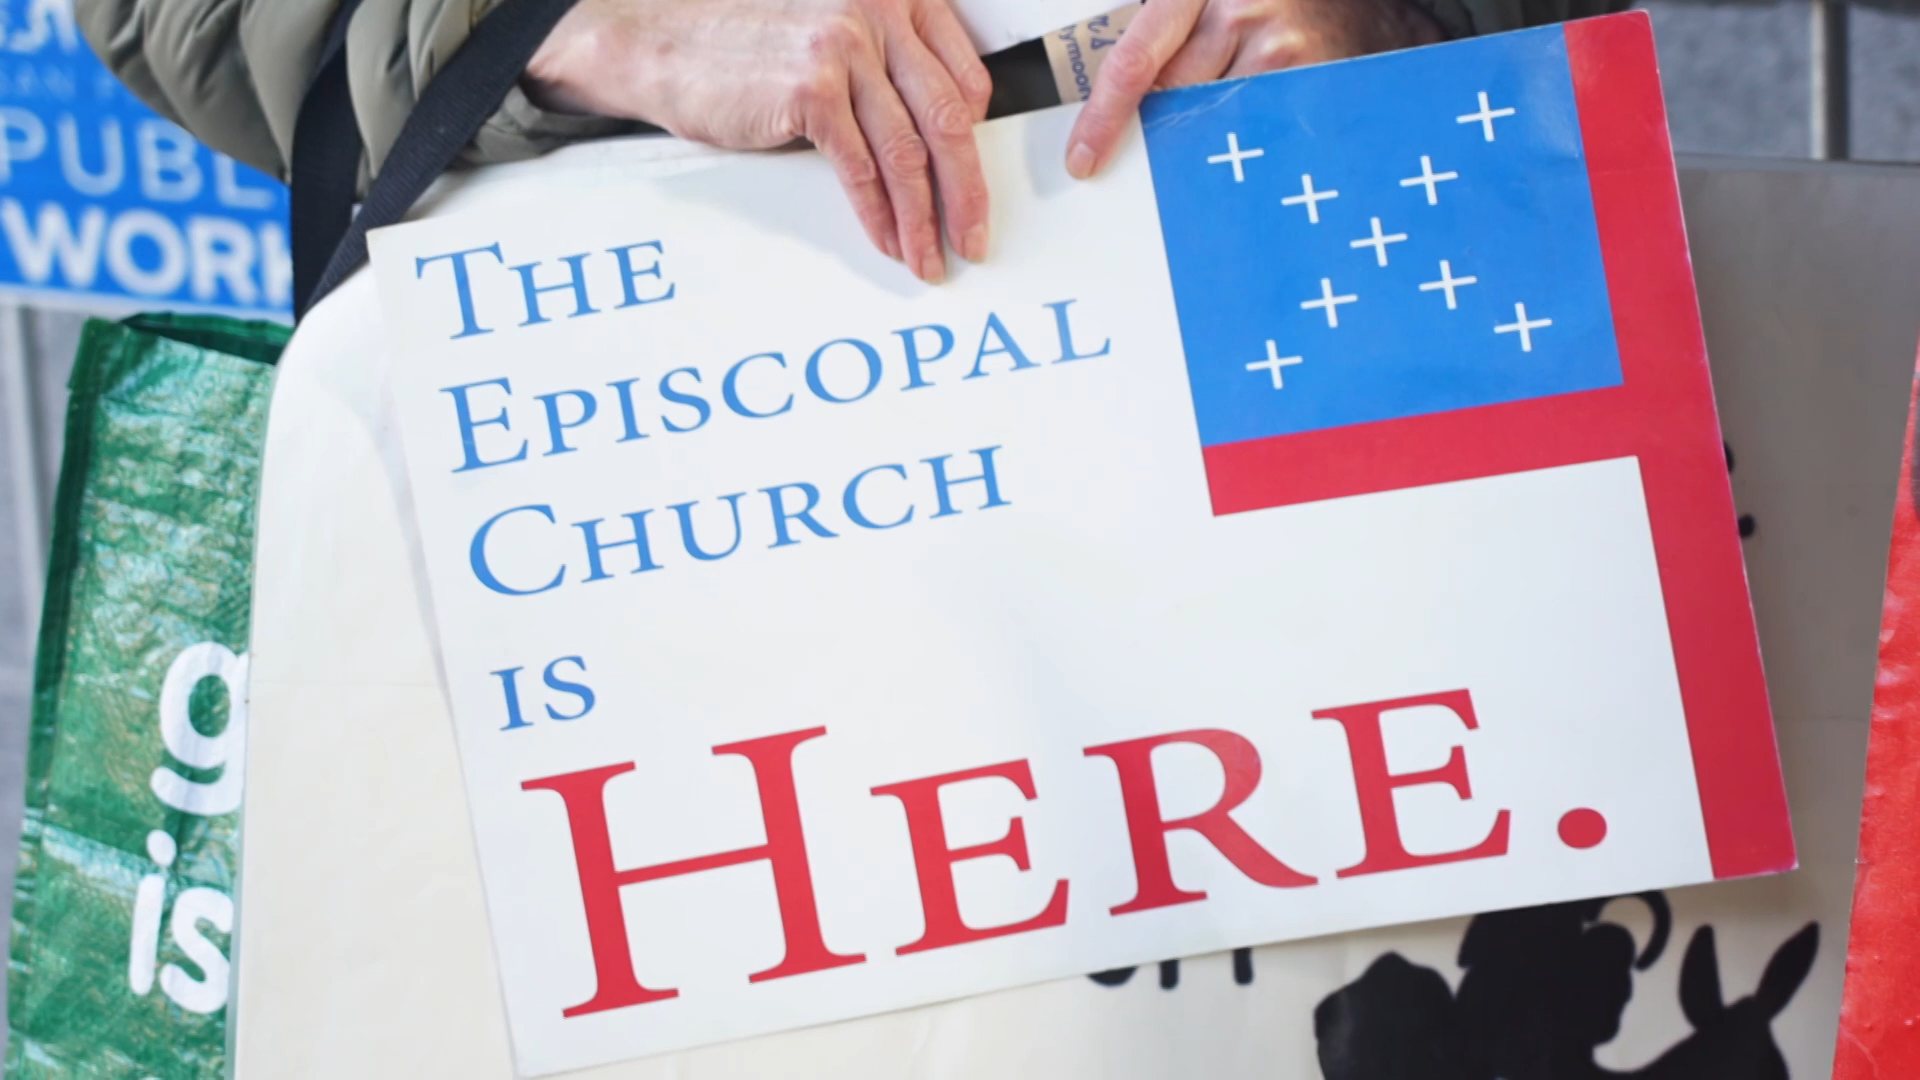 PUBL
WORK
THE
EPISCOPAL
CHURCH
IS
HERE.
g
is